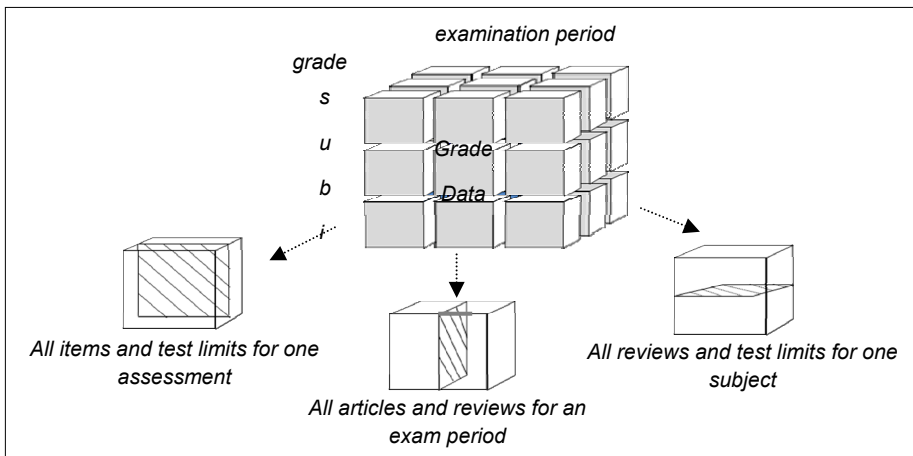 examination period
grade
s
u
b
j
Grade
Data
All items and test limits for one
assessment
All articles and reviews for an
exam period
All reviews and test limits for one
subject